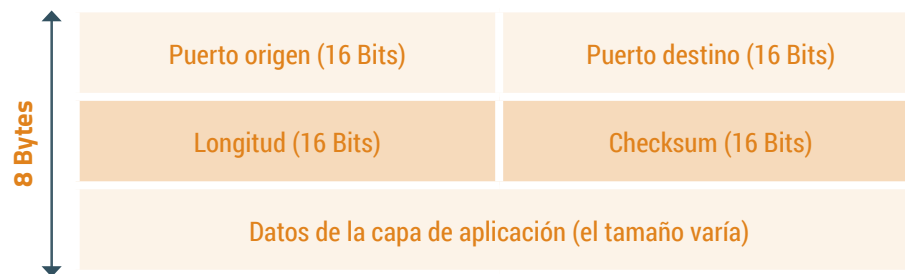 8 Bytes
Puerto origen (16 Bits)
Puerto destino (16 Bits)
Longitud (16 Bits)
Checksum (16 Bits)
Datos de la capa de aplicación (el tamaño varía)